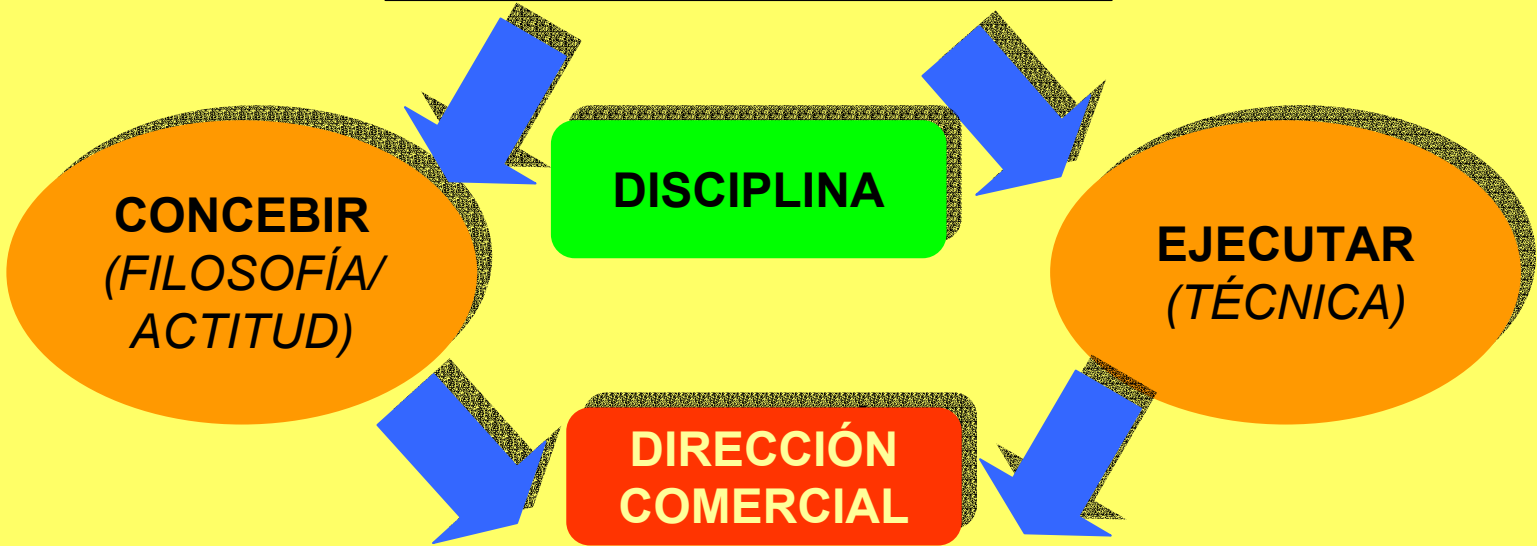 DISCIPLINA
CONCEBIR
(FILOSOFÍA/
ACTITUD)
EJECUTAR
(TÉCNICA)
DIRECCIÓN
COMERCIAL